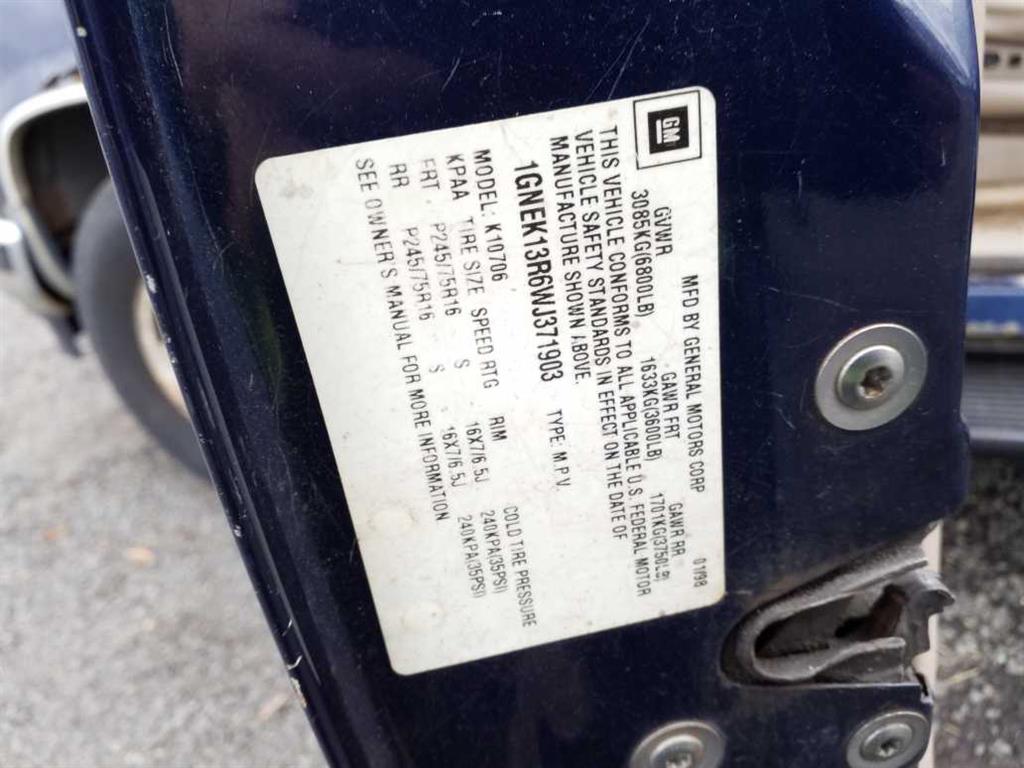 GM
MFD BY GENERAL MOTORS CORP 01/98
GVWR GAWR FRT GAWR RR
3085KG(6800LB) 1633KG(3600LB) 1701KG(3750LB)
THIS VEHICLE CONFORMS TO ALL APPLICABLE U.S. FEDERAL MOTOR
VEHICLE SAFETY STANDARDS IN EFFECT ON THE DATE OF
MANUFACTURE SHOWN ABOVE.
1GNEK13R6WJ371903 TYPE: M.P.V.
MODEL: K10706
KPAA TIRE SIZE SPEED RTG RIM COLD TIRE PRESSURE
FRT P245/75R16 S 16X7/6.5J 240KPA(35PSI)
RR P245/75R16 S 16X7/6.5J 240KPA(35PSI)
SEE OWNER'S MANUAL FOR MORE INFORMATION